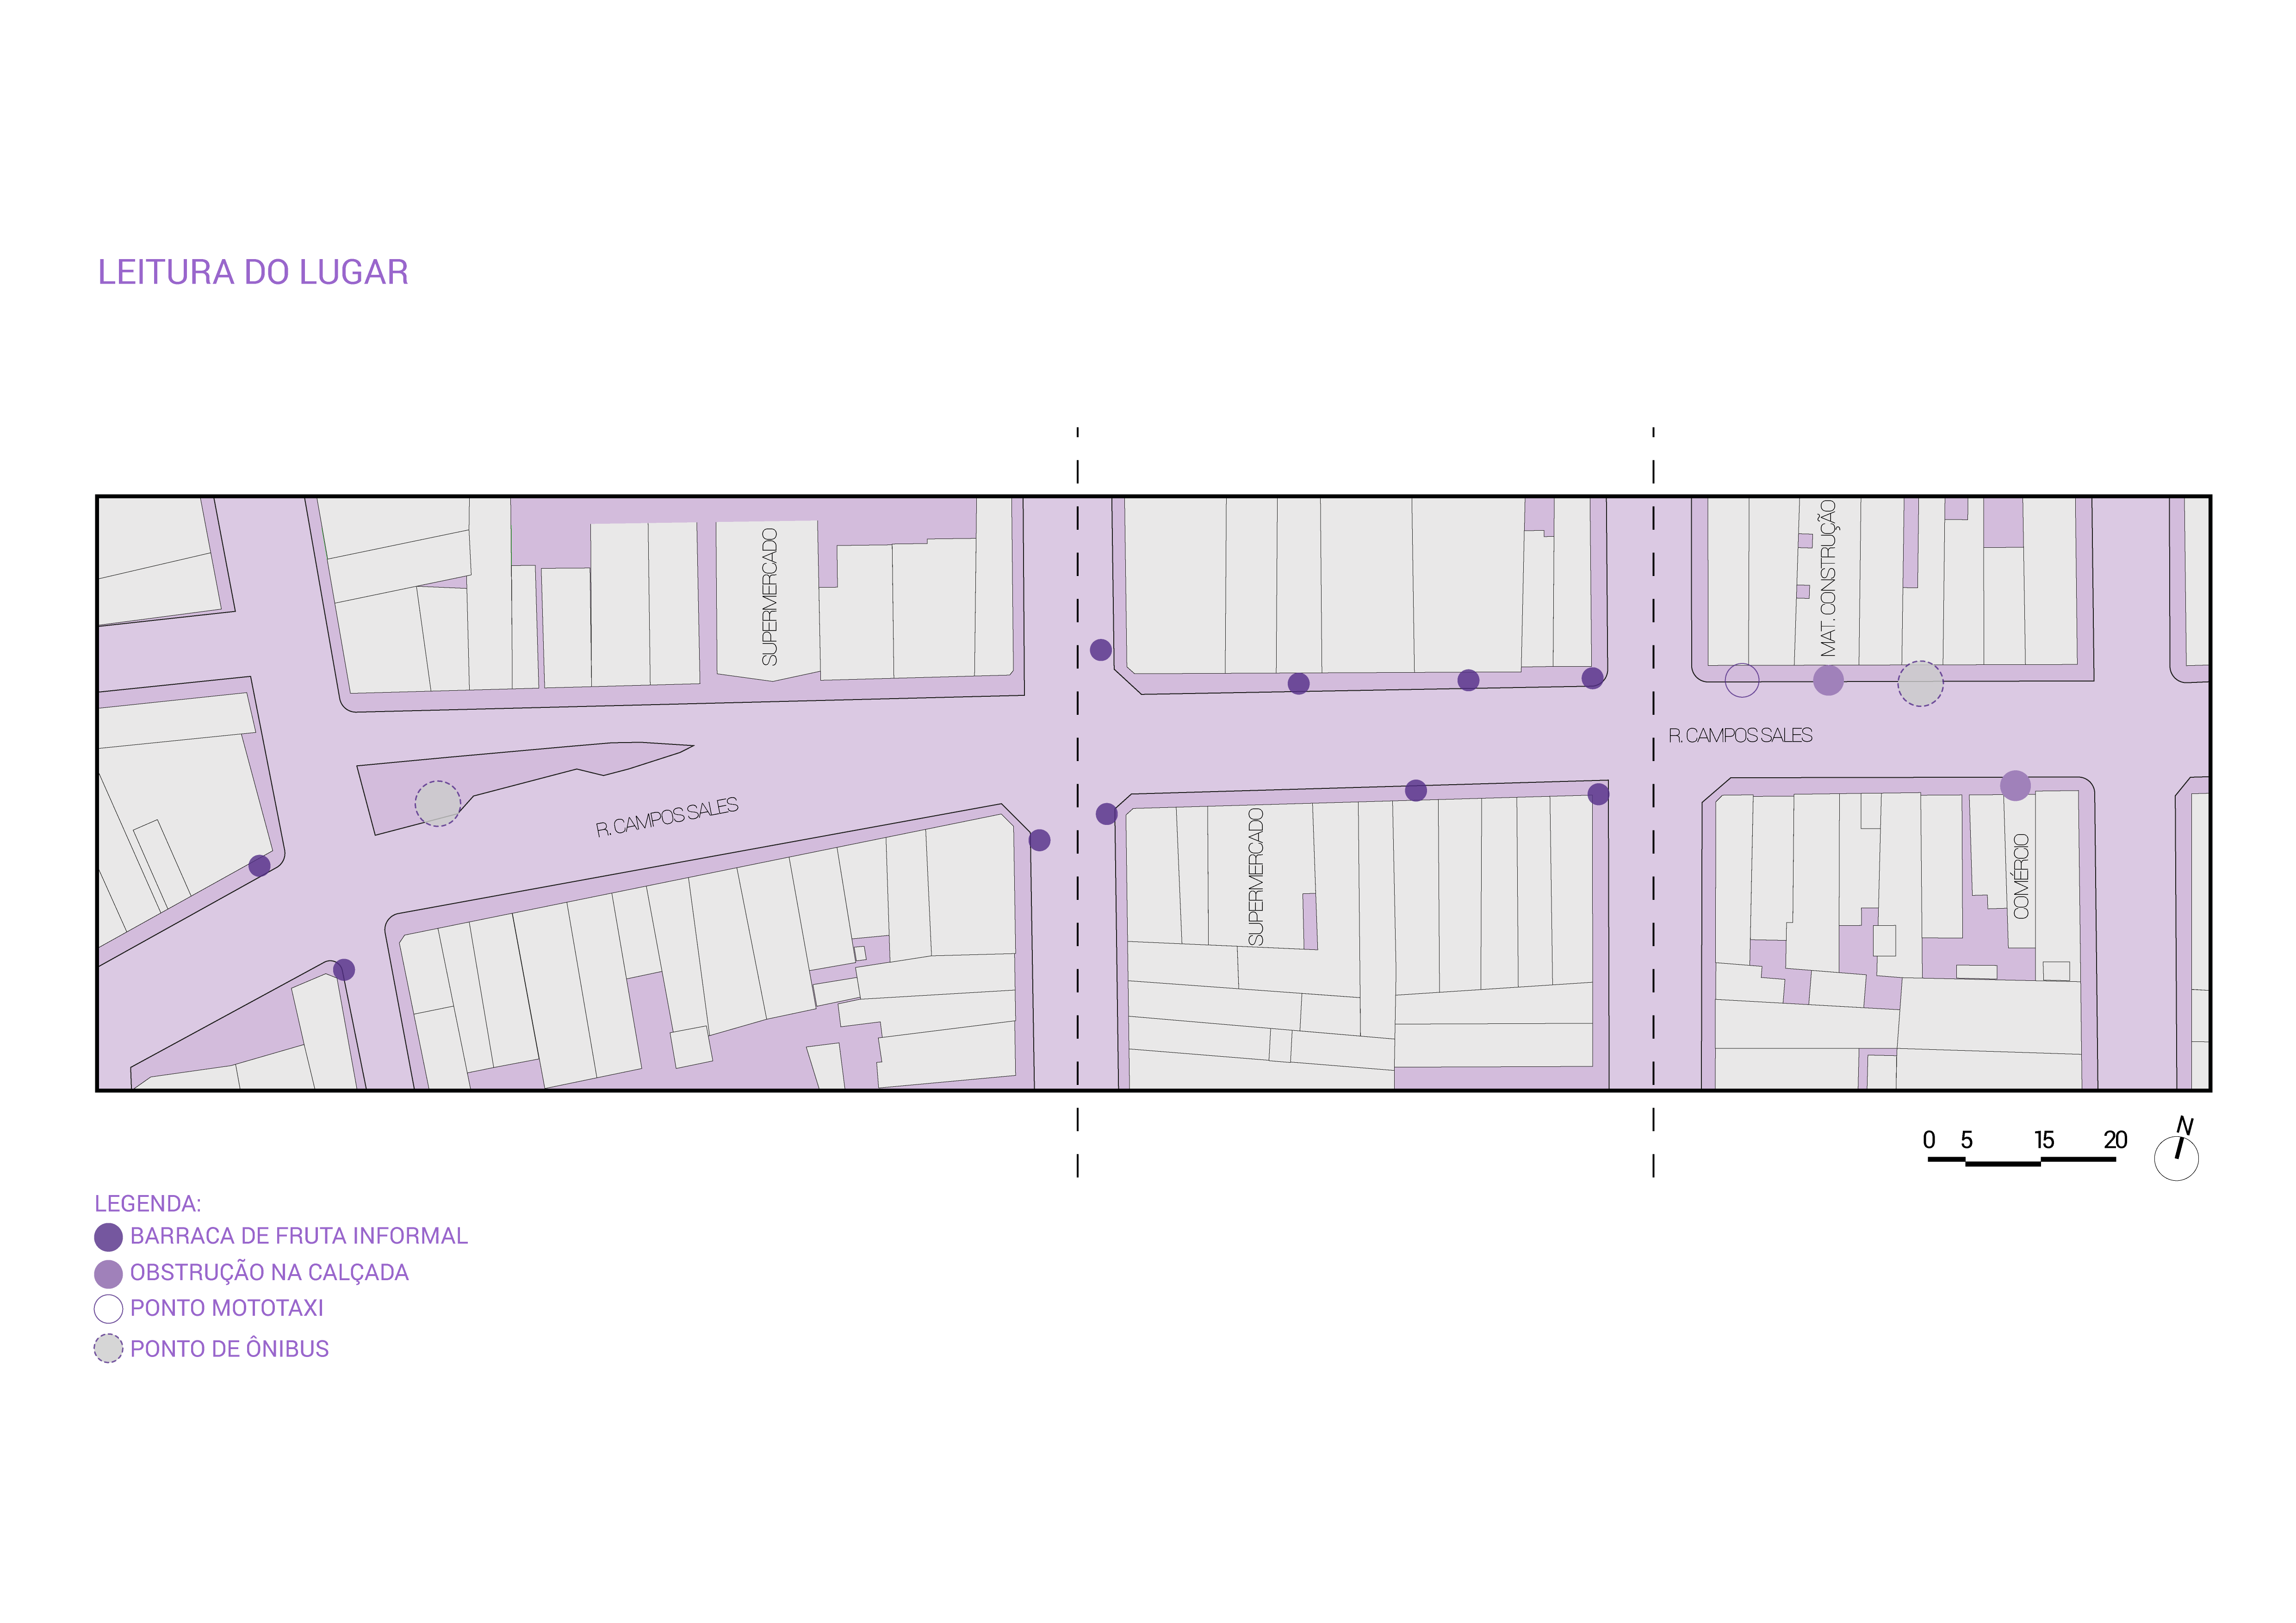 LEITURA DO LUGAR
SUPERMERCADO
MAT. CONSTRUÇÃO
R. CAMPOS SALES
R. CAMPOS SALES
SUPERMERCADO
COMÉRCIO
0 5 15 20
N
LEGENDA:
BARRACA DE FRUTA INFORMAL
OBSTRUÇÃO NA CALÇADA
PONTO MOTOTAXI
PONTO DE ÔNIBUS